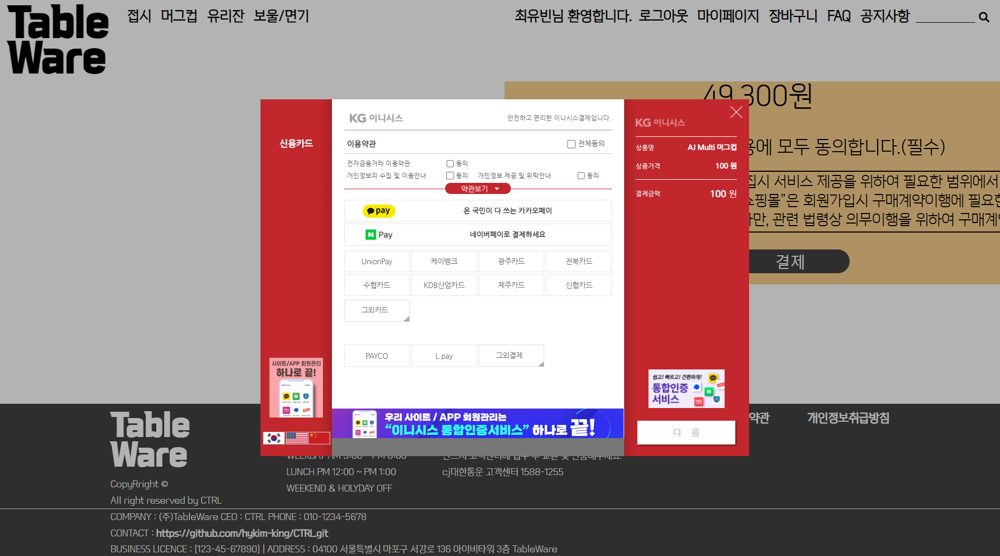 Table
Ware
접시 머그컵 유리잔 보울/면기
최유빈님 환영합니다. 로그아웃 마이페이지 장바구니 FAQ 공지사항
49,300원
용에 모두 동의합니다.(필수)
집시 서비스 제공을 위하여 필요한 범위에서
쇼핑몰”은 회원가입시 구매계약이행에 필요한
다만, 관련 법령상 의무이행을 위하여 구매계약
결제
신용카드
사이트/APP 회원관리
하나로 끝!
KG 이니시스
안전하고 편리한 이니시스결제입니다.
이용약관
전체동의
전자금융거래 이용약관 동의
개인정보의 수집 및 이용안내 동의 개인정보 제공 및 위탁안내 동의
약관보기
pay 온 국민이 다 쓰는 카카오페이
N Pay 네이버페이로 결제하세요
UnionPay 케이뱅크 광주카드 전북카드
수협카드 KDB산업카드 제주카드 신협카드
그외카드
PAYCO L.pay 그외결제
우리 사이트 / APP 회원관리는
“이니시스 통합인증서비스” 하나로 끝!
KG 이니시스
상품명 AJ Multi 머그컵
상품가격 100 원
결제금액 100 원
쉽고! 빠르고! 간편하게!
통합인증
서비스
다 음
Table
Ware
약관 개인정보취급방침
LUNCH PM 12:00 ~ PM 1:00
WEEKEND & HOLYDAY OFF
cj대한통운 고객센터 1588-1255
CopyRright ©
All right reserved by CTRL
COMPANY : (주)TableWare CEO : CTRL PHONE : 010-1234-5678
CONTACT : https://github.com/hykim-king/CTRL.git
BUSINESS LICENCE : [123-45-67890] | ADDRESS : 04100 서울특별시 마포구 서강로 136 아이비타워 3층 TableWare